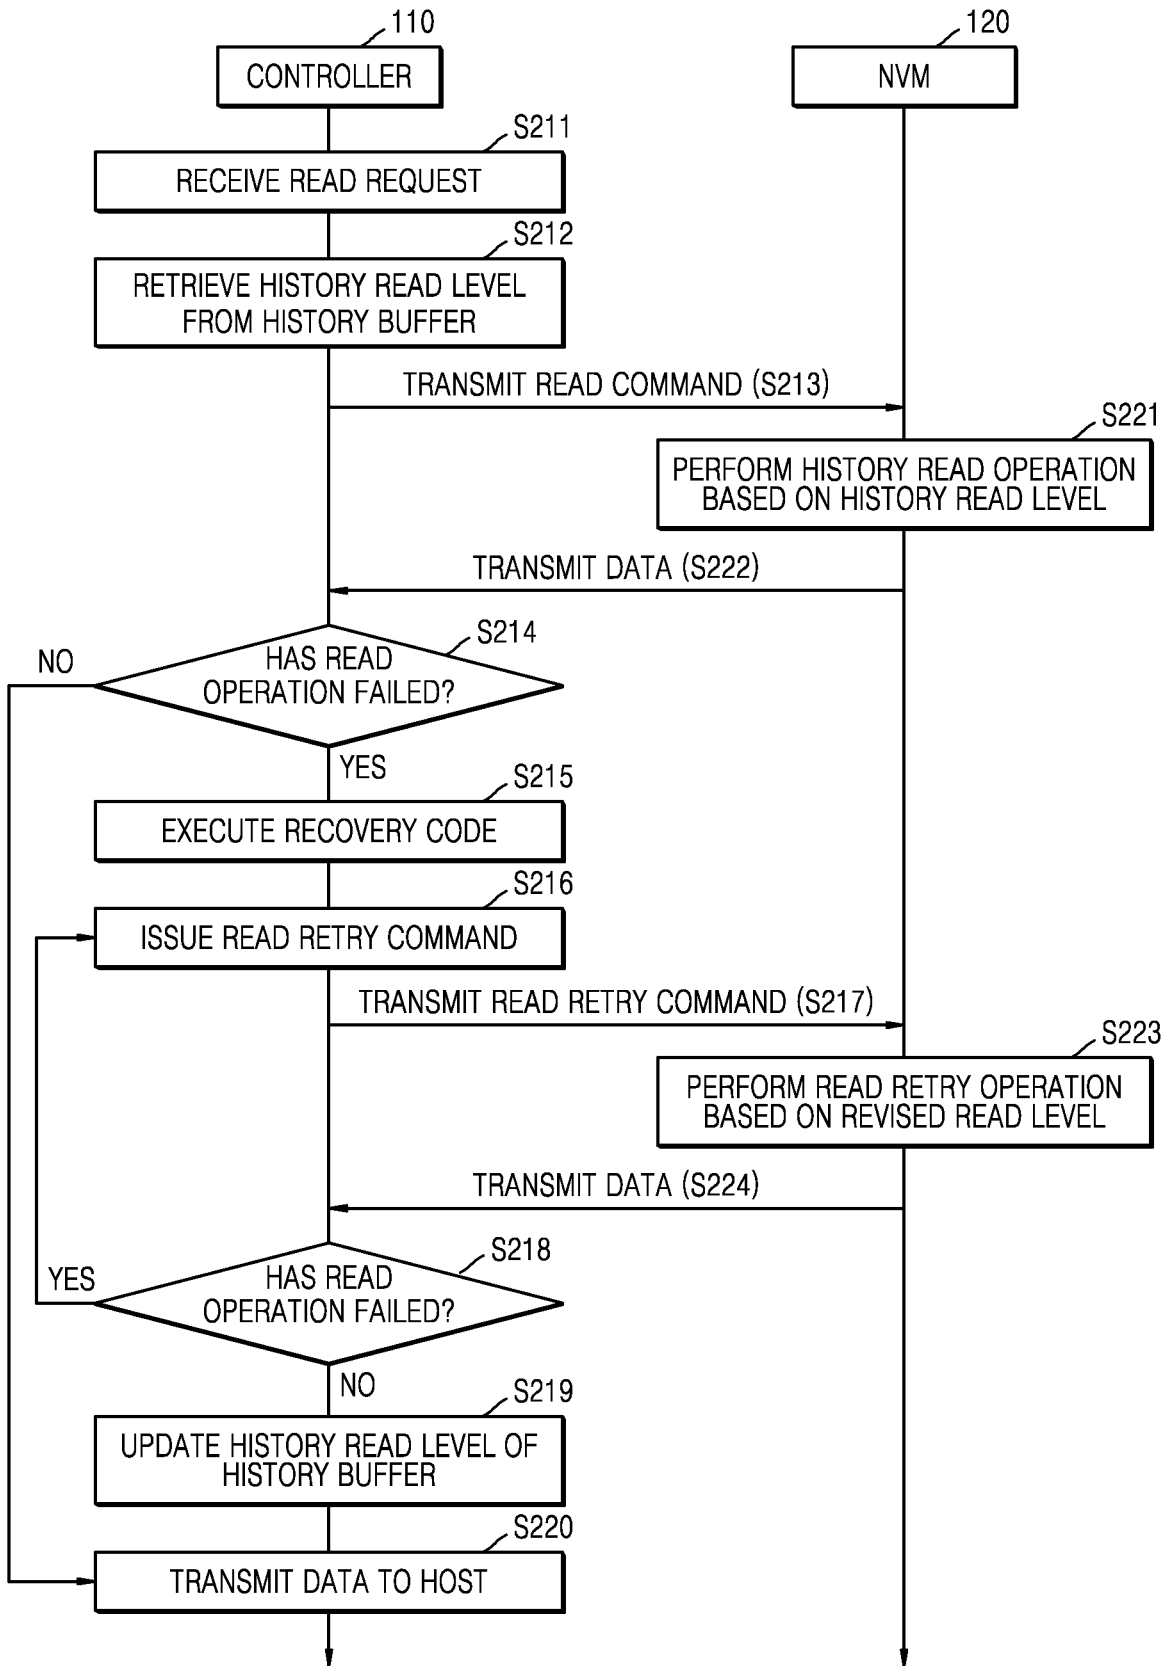 110
120
CONTROLLER
NVM
S211
RECEIVE READ REQUEST
S212
RETRIEVE HISTORY READ LEVEL
FROM HISTORY BUFFER
TRANSMIT READ COMMAND (S213)
S221
PERFORM HISTORY READ OPERATION
BASED ON HISTORY READ LEVEL
TRANSMIT DATA (S222)
S214
NO
HAS READ
OPERATION FAILED?
YES
S215
EXECUTE RECOVERY CODE
S216
ISSUE READ RETRY COMMAND
TRANSMIT READ RETRY COMMAND (S217)
S223
PERFORM READ RETRY OPERATION
BASED ON REVISED READ LEVEL
TRANSMIT DATA (S224)
S218
YES
HAS READ
OPERATION FAILED?
NO
S219
UPDATE HISTORY READ LEVEL OF
HISTORY BUFFER
S220
TRANSMIT DATA TO HOST